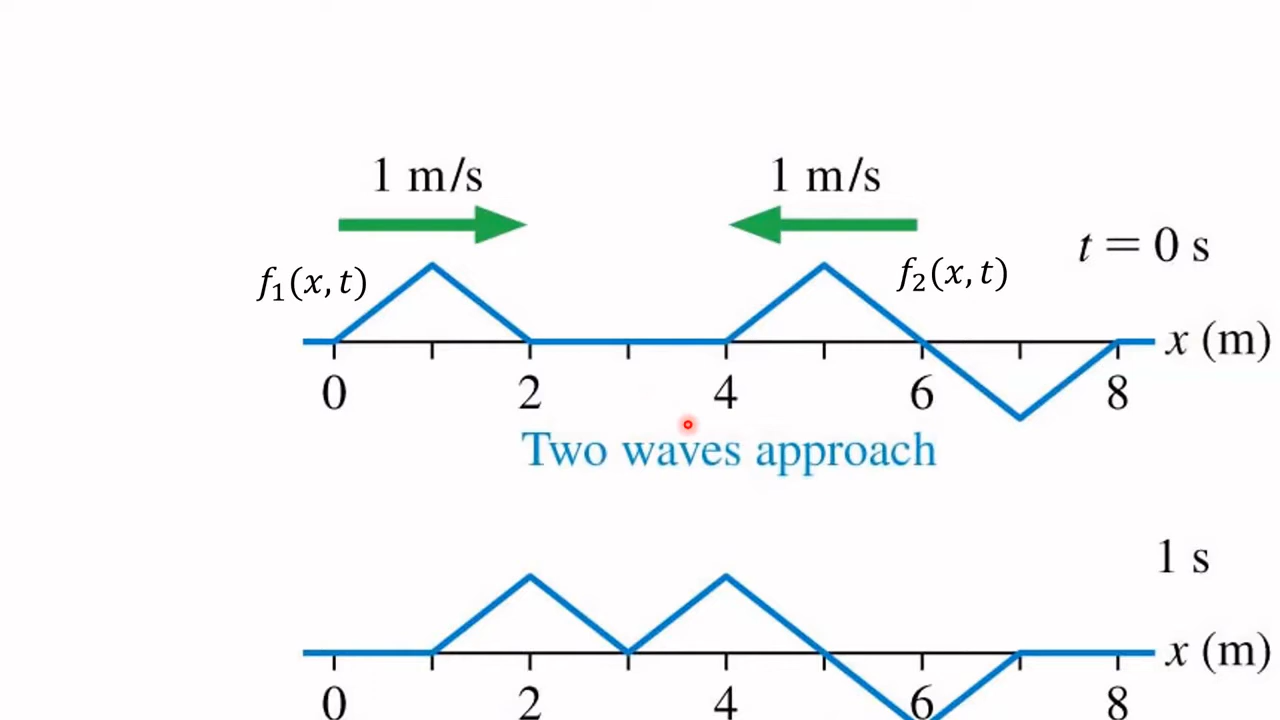 1 m/s 1 m/s
f₁(x, t) f₂(x, t) t = 0 s
x (m)
0 2 4 6 8
Two waves approach
1 s
x (m)
0 2 4 6 8